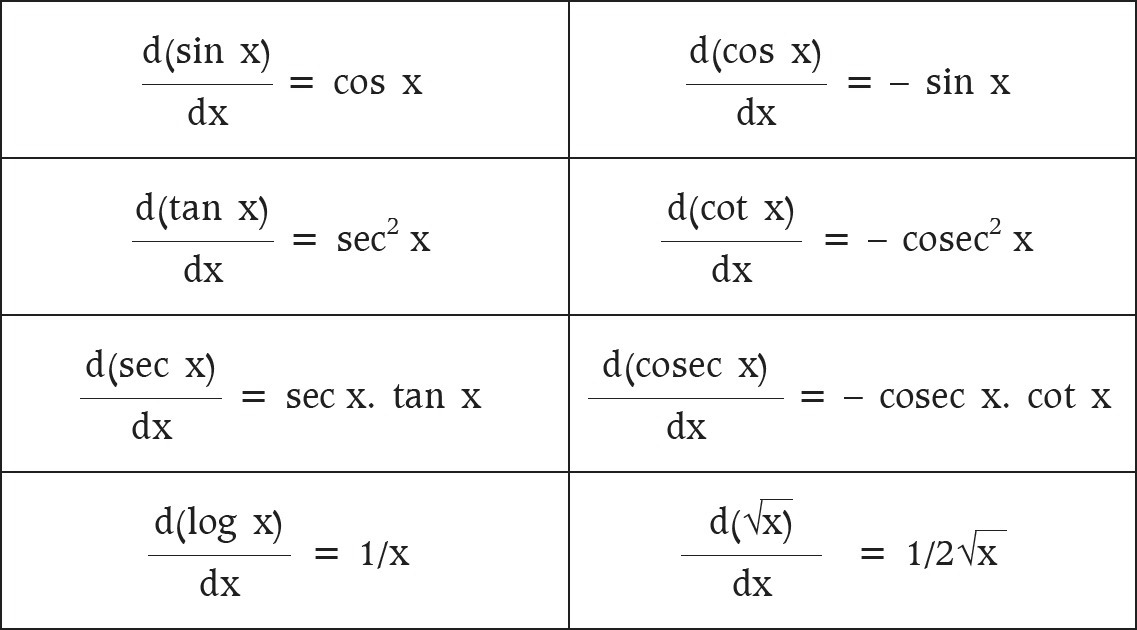 d(sin x)/dx = cos x
d(cos x)/dx = – sin x
d(tan x)/dx = sec² x
d(cot x)/dx = – cosec² x
d(sec x)/dx = sec x. tan x
d(cosec x)/dx = – cosec x. cot x
d(log x)/dx = 1/x
d(√x)/dx = 1/2√x